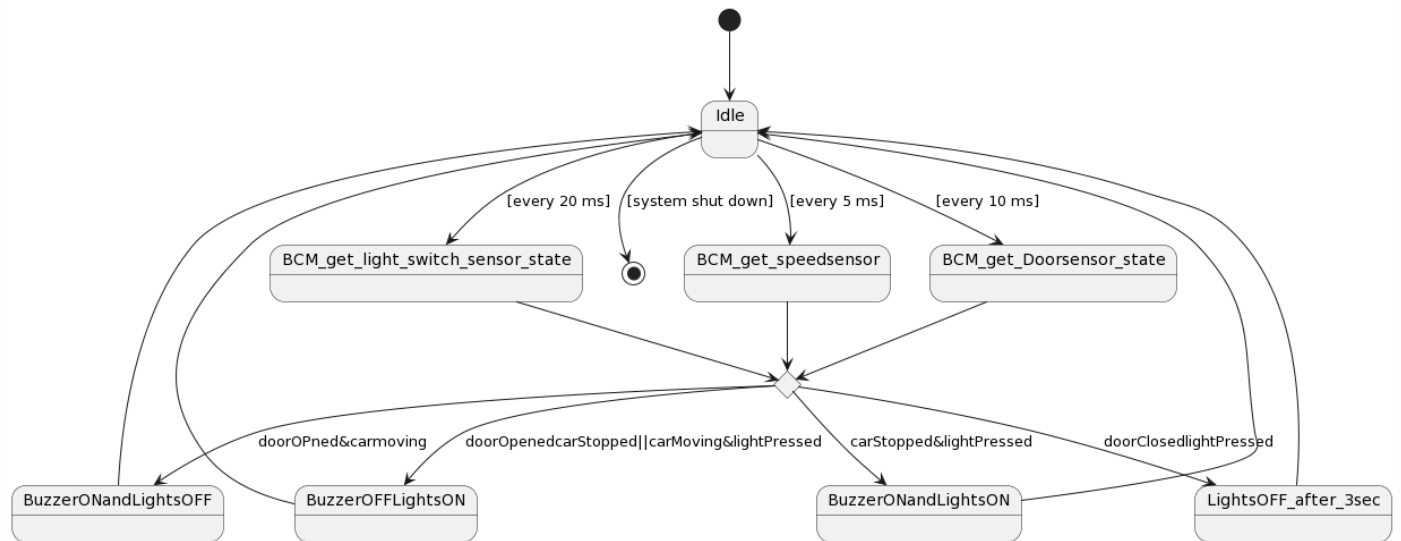 Idle
[every 20 ms]
[system shut down]
[every 5 ms]
[every 10 ms]
BCM_get_light_switch_sensor_state
BCM_get_speedsensor
BCM_get_Doorsensor_state
doorOPned&carmoving
doorOpenedcarStopped||carMoving&lightPressed
carStopped&lightPressed
doorClosedlightPressed
BuzzerONandLightsOFF
BuzzerOFFLightsON
BuzzerONandLightsON
LightsOFF_after_3sec